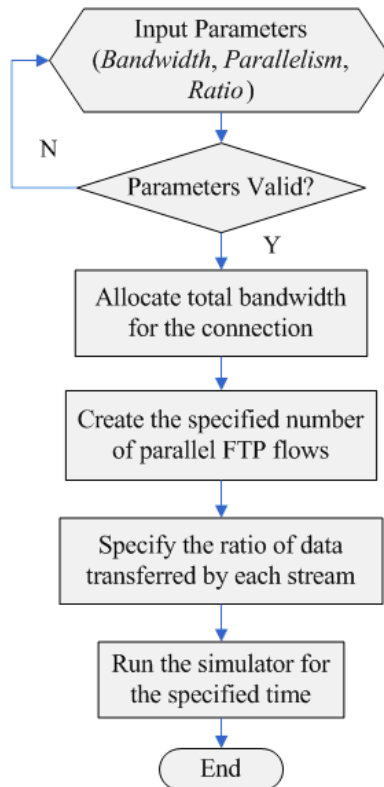 Input Parameters
(Bandwidth, Parallelism,
Ratio)
N
Parameters Valid?
Y
Allocate total bandwidth
for the connection
Create the specified number
of parallel FTP flows
Specify the ratio of data
transferred by each stream
Run the simulator for
the specified time
End